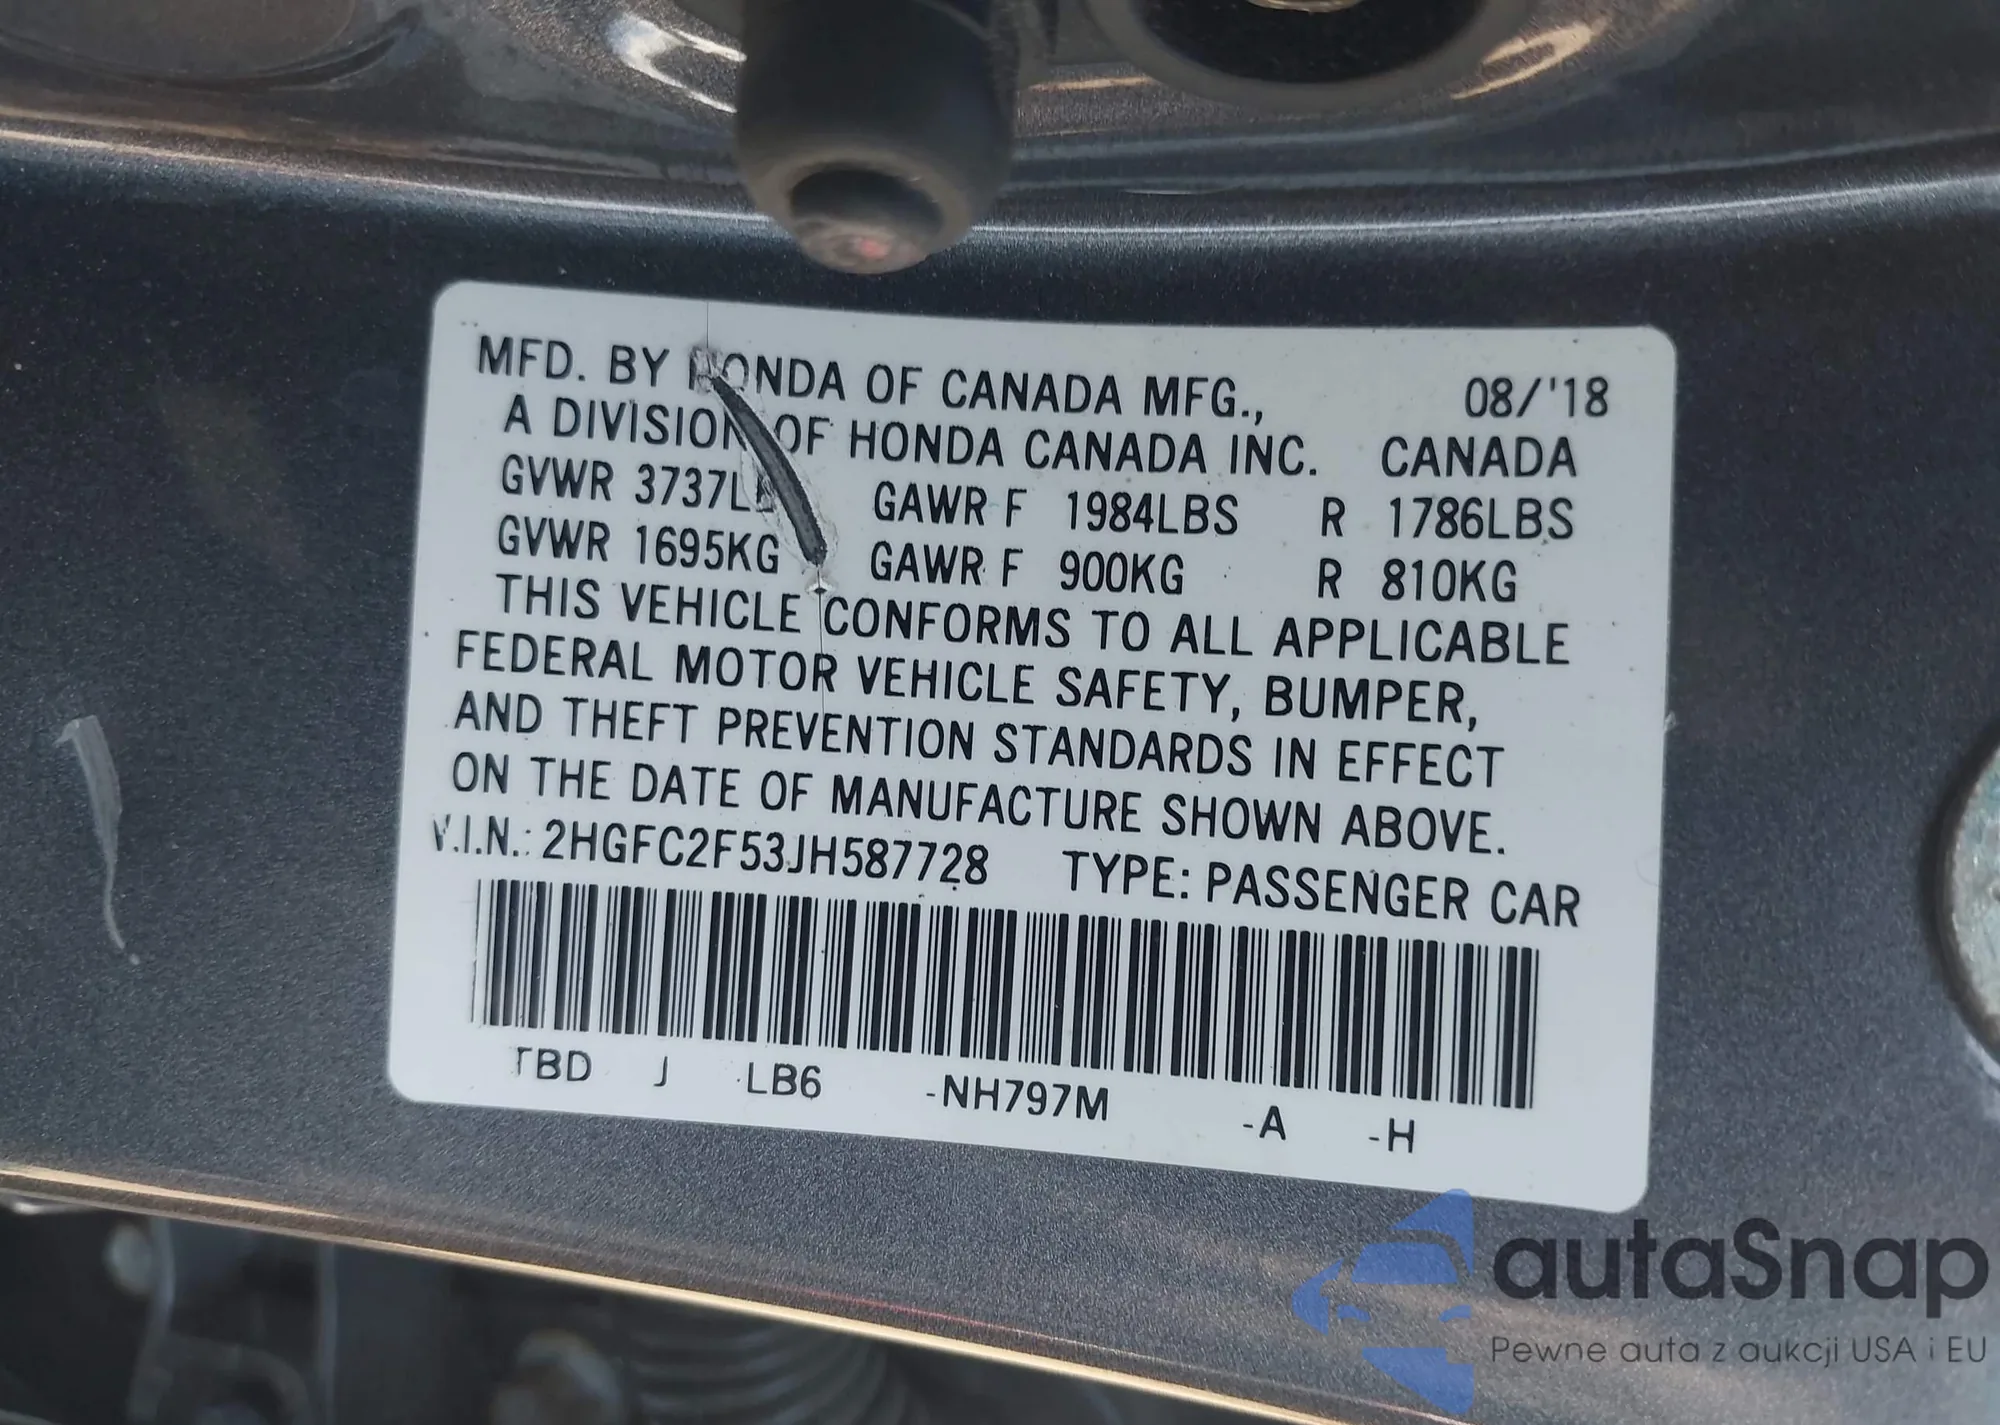 MFD. BY HONDA OF CANADA MFG., 08/'18
A DIVISION OF HONDA CANADA INC. CANADA
GVWR 3737LB GAWR F 1984LBS R 1786LBS
GVWR 1695KG GAWR F 900KG R 810KG
THIS VEHICLE CONFORMS TO ALL APPLICABLE
FEDERAL MOTOR VEHICLE SAFETY, BUMPER,
AND THEFT PREVENTION STANDARDS IN EFFECT
ON THE DATE OF MANUFACTURE SHOWN ABOVE.
V.I.N.: 2HGFC2F53JH587728 TYPE: PASSENGER CAR
TBD J LB6 -NH797M -A -H
autaSnap
Pewne auta z aukcji USA i EU